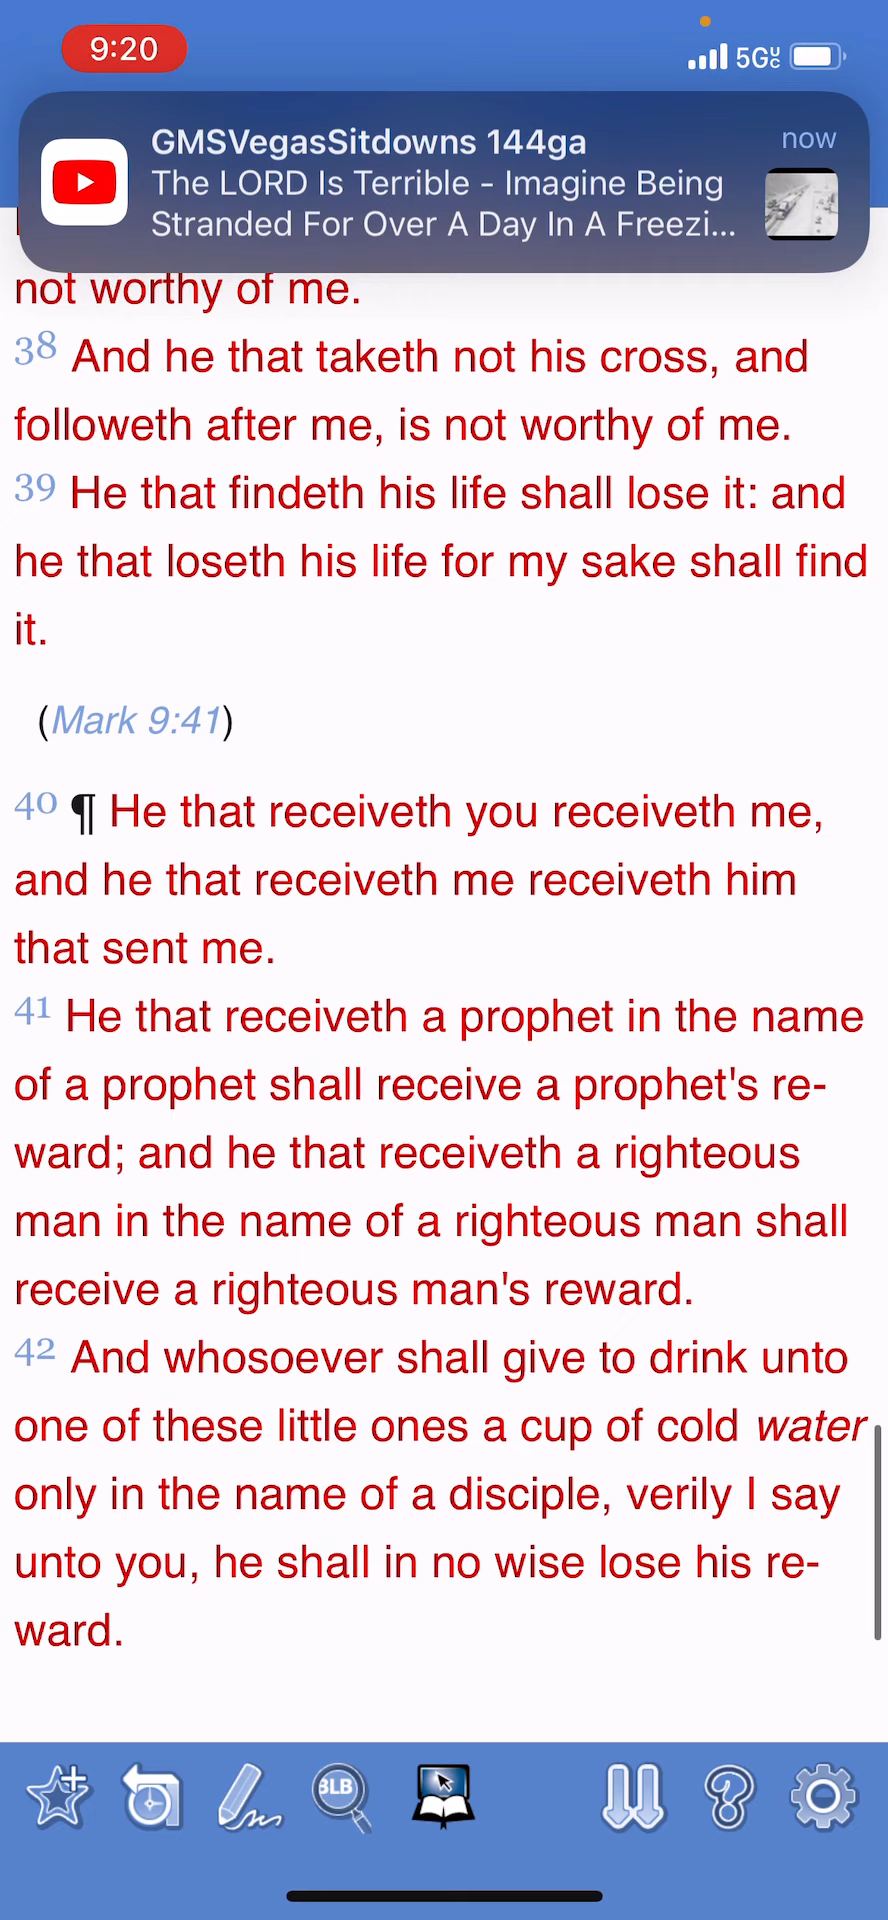 9:20
5GUC
GMSVegasSitdowns 144ga
now
The LORD Is Terrible - Imagine Being
Stranded For Over A Day In A Freezi...
not worthy of me.
38 And he that taketh not his cross, and
followeth after me, is not worthy of me.
39 He that findeth his life shall lose it: and
he that loseth his life for my sake shall find
it.
(Mark 9:41)
40 ¶ He that receiveth you receiveth me,
and he that receiveth me receiveth him
that sent me.
41 He that receiveth a prophet in the name
of a prophet shall receive a prophet's re-
ward; and he that receiveth a righteous
man in the name of a righteous man shall
receive a righteous man's reward.
42 And whosoever shall give to drink unto
one of these little ones a cup of cold water
only in the name of a disciple, verily I say
unto you, he shall in no wise lose his re-
ward.
BLB